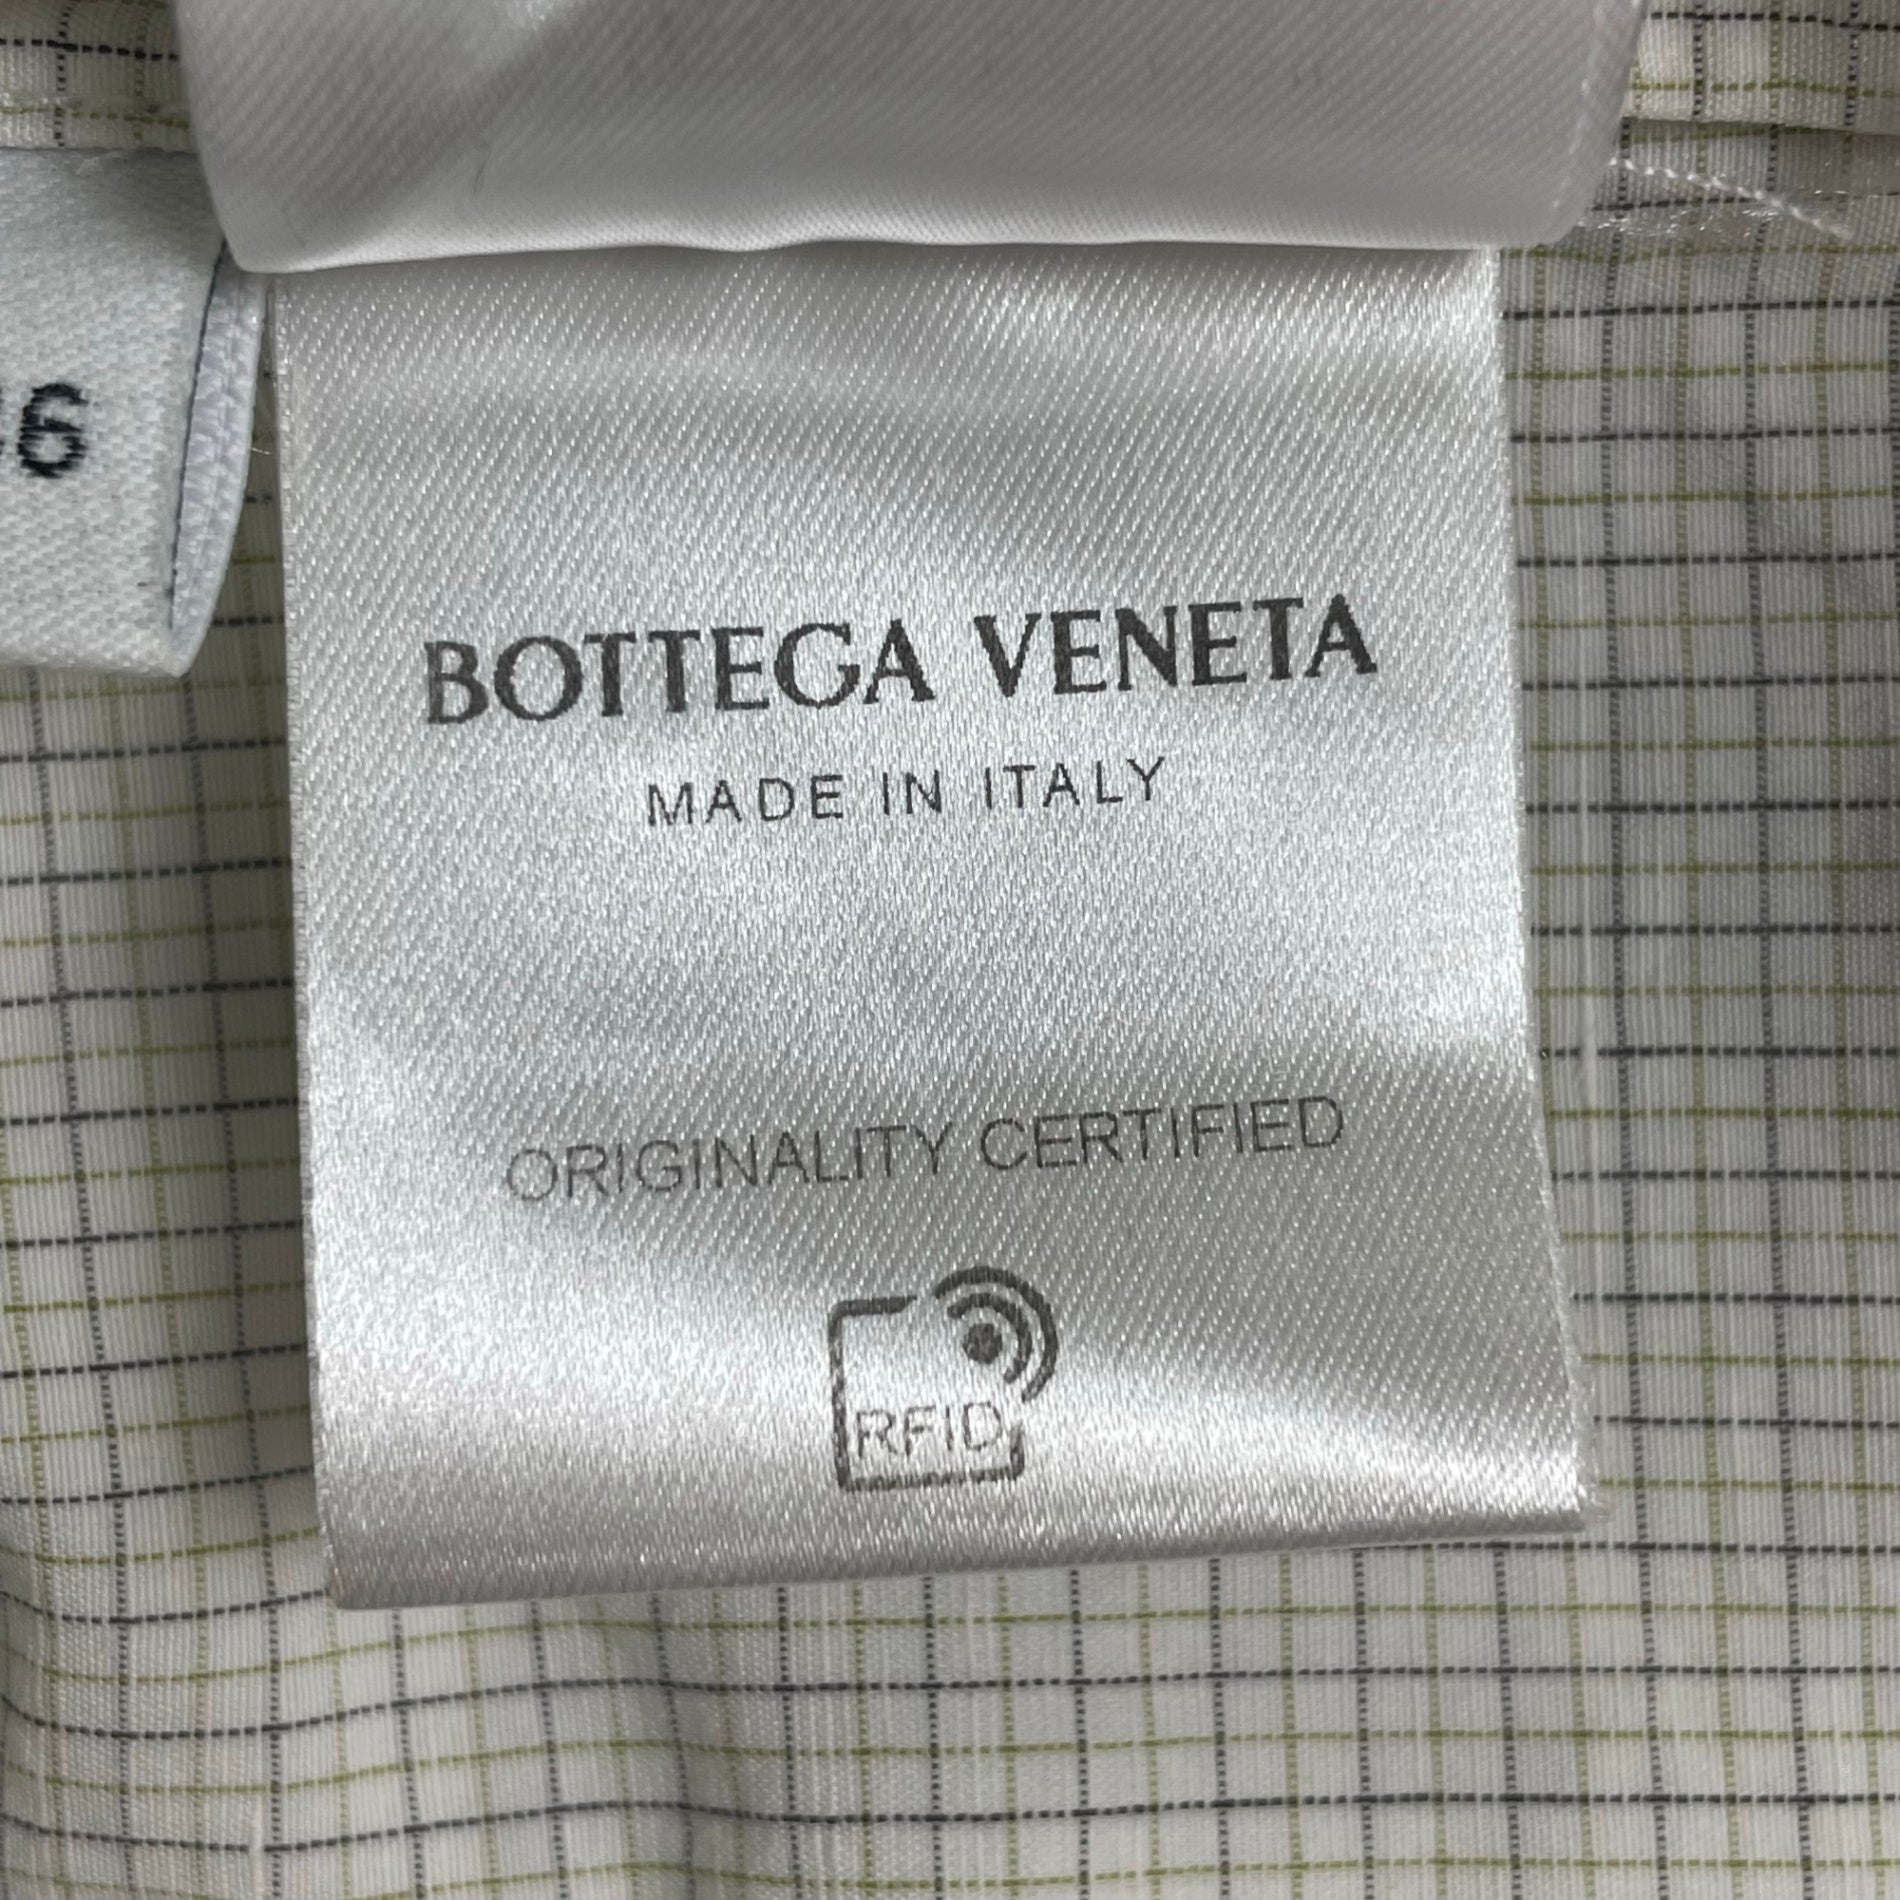 BOTTEGA VENETA
MADE IN ITALY
ORIGINALITY CERTIFIED
RFID